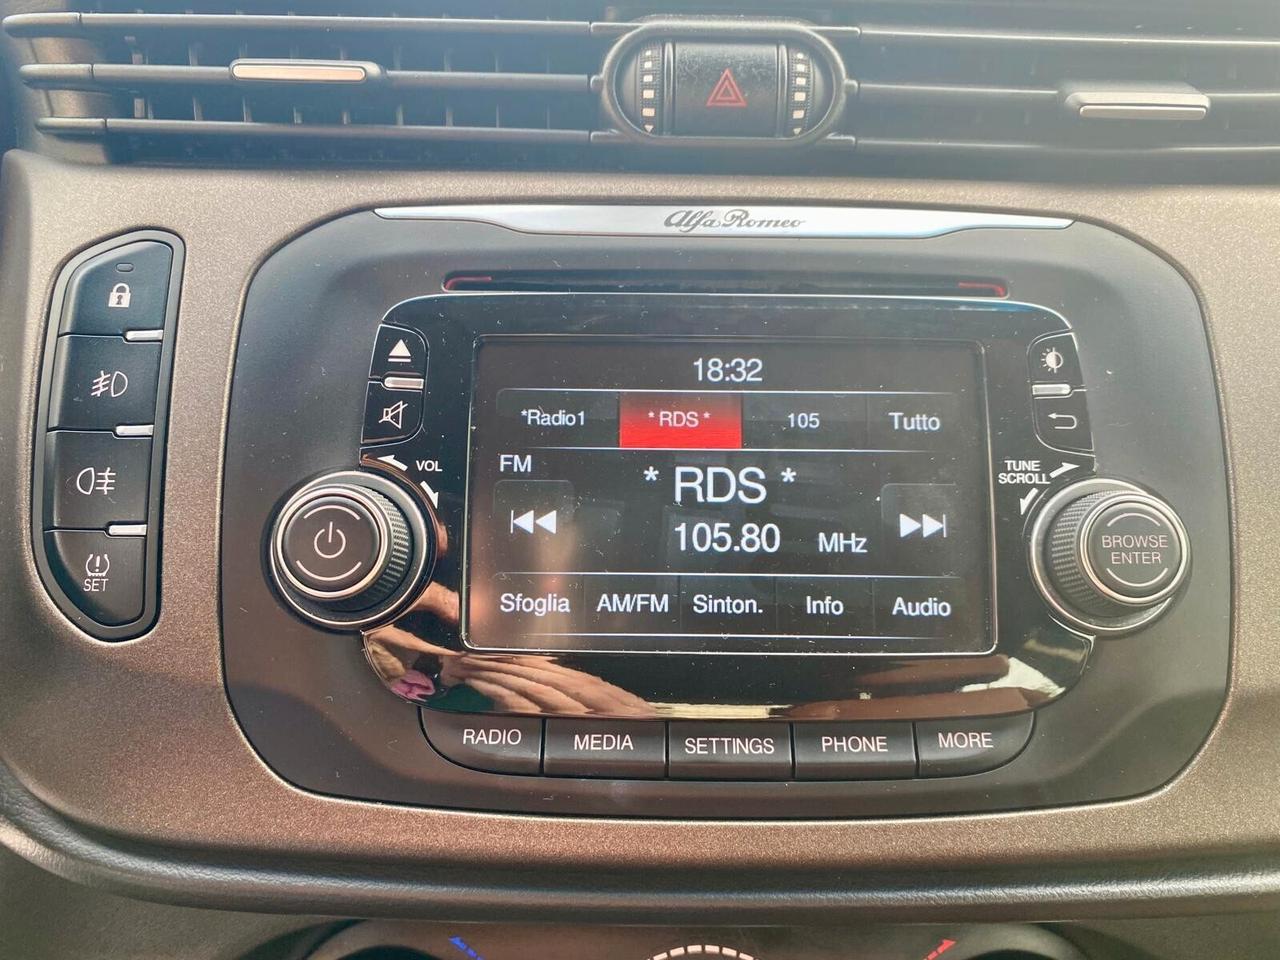 Alfa Romeo
18:32
*Radio1 * RDS * 105 Tutto
FM
* RDS *
105.80 MHz
Sfoglia AM/FM Sinton. Info Audio
VOL
TUNE
SCROLL
BROWSE
ENTER
SET
RADIO MEDIA SETTINGS PHONE MORE